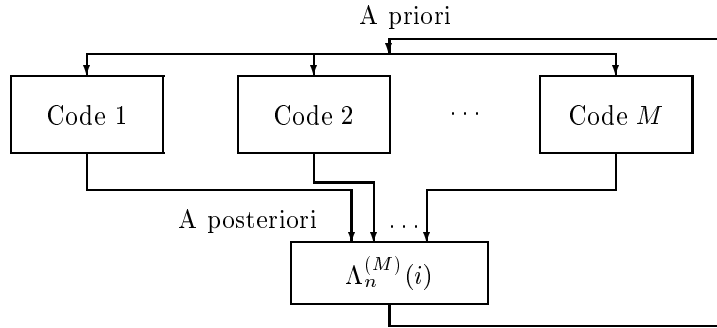 A priori
Code 1 Code 2 ... Code M
A posteriori ...
Λ_n^{(M)}(i)